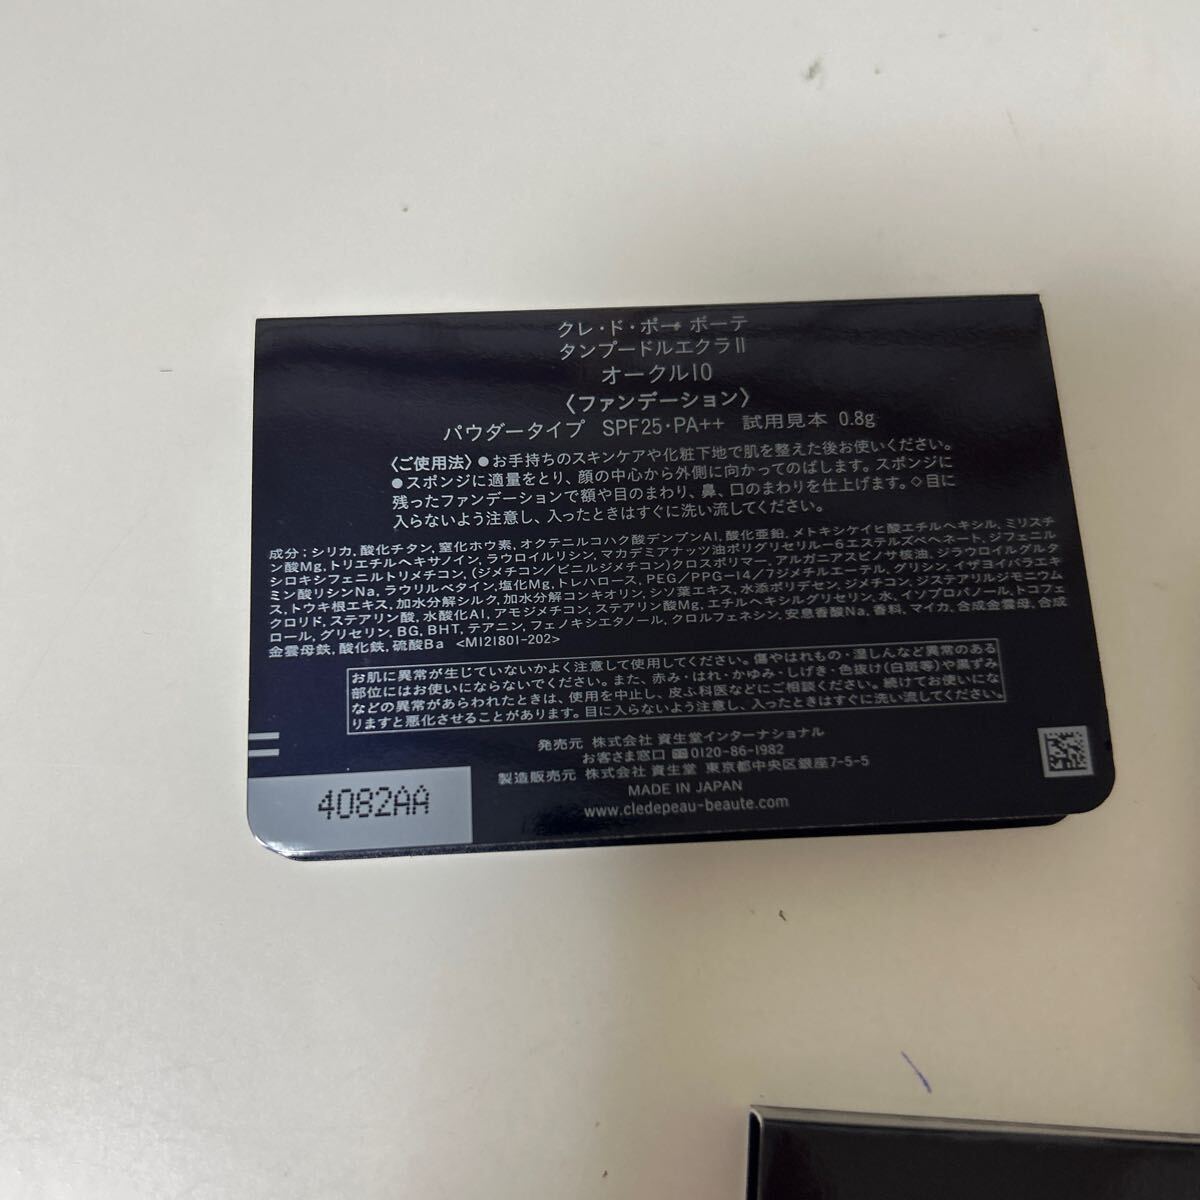 クレ・ド・ポー ボーテ
タンプードルエクラⅡ
オークル10
〈ファンデーション〉
パウダータイプ SPF25・PA++ 試用見本 0.8g
〈ご使用法〉●お手持ちのスキンケアや化粧下地で肌を整えた後お使いください。
●スポンジに適量をとり、顔の中心から外側に向かってのばします。スポンジに
残ったファンデーションで額や目のまわり、鼻、口のまわりを仕上げます。◇目に
入らないよう注意し、入ったときはすぐに洗い流してください。
成分；シリカ, 酸化チタン, 窒化ホウ素, オクテニルコハク酸デンプンAl, 酸化亜鉛, メトキシケイヒ酸エチルヘキシル, ミリスチ
ン酸Mg, トリエチルヘキサノイン, ラウロイルリシン, マカデミアナッツ油ポリグリセリル-6エステルズベヘネート, ジフェニル
シロキシフェニルトリメチコン, (ジメチコン/ビニルジメチコン)クロスポリマー, アルガニアスピノサ核油, ジラウロイルグルタ
ミン酸リシンNa, ラウリルベタイン, 塩化Mg, トレハロース, PEG/PPG-14/7ジメチルエーテル, グリシン, イザヨイバラエキ
ス, トウキ根エキス, 加水分解シルク, 加水分解コンキオリン, シソ葉エキス, 水添ポリデセン, ジメチコン, ジステアリルジモニウム
クロリド, ステアリン酸, 水酸化Al, アモジメチコン, ステアリン酸Mg, エチルヘキシルグリセリン, 水, イソプロパノール, トコフェ
ロール, グリセリン, BG, BHT, テアニン, フェノキシエタノール, クロルフェネシン, 安息香酸Na, 香料, マイカ, 合成金雲母, 合成
金雲母鉄, 酸化鉄, 硫酸Ba <M121801-202>
お肌に異常が生じていないかよく注意して使用してください。傷やはれもの・湿しんなど異常のある
部位にはお使いにならないでください。また、赤み・はれ・かゆみ・しげき・色抜け(白斑等)や黒ずみ
などの異常があらわれたときは、使用を中止し、皮ふ科医などにご相談ください。続けてお使いにな
りますと悪化させることがあります。目に入らないよう注意し、入ったときはすぐに洗い流してください。
発売元 株式会社 資生堂インターナショナル
お客さま窓口 0120-86-1982
製造販売元 株式会社 資生堂 東京都中央区銀座7-5-5
MADE IN JAPAN
www.cledepeau-beaute.com
4082AA